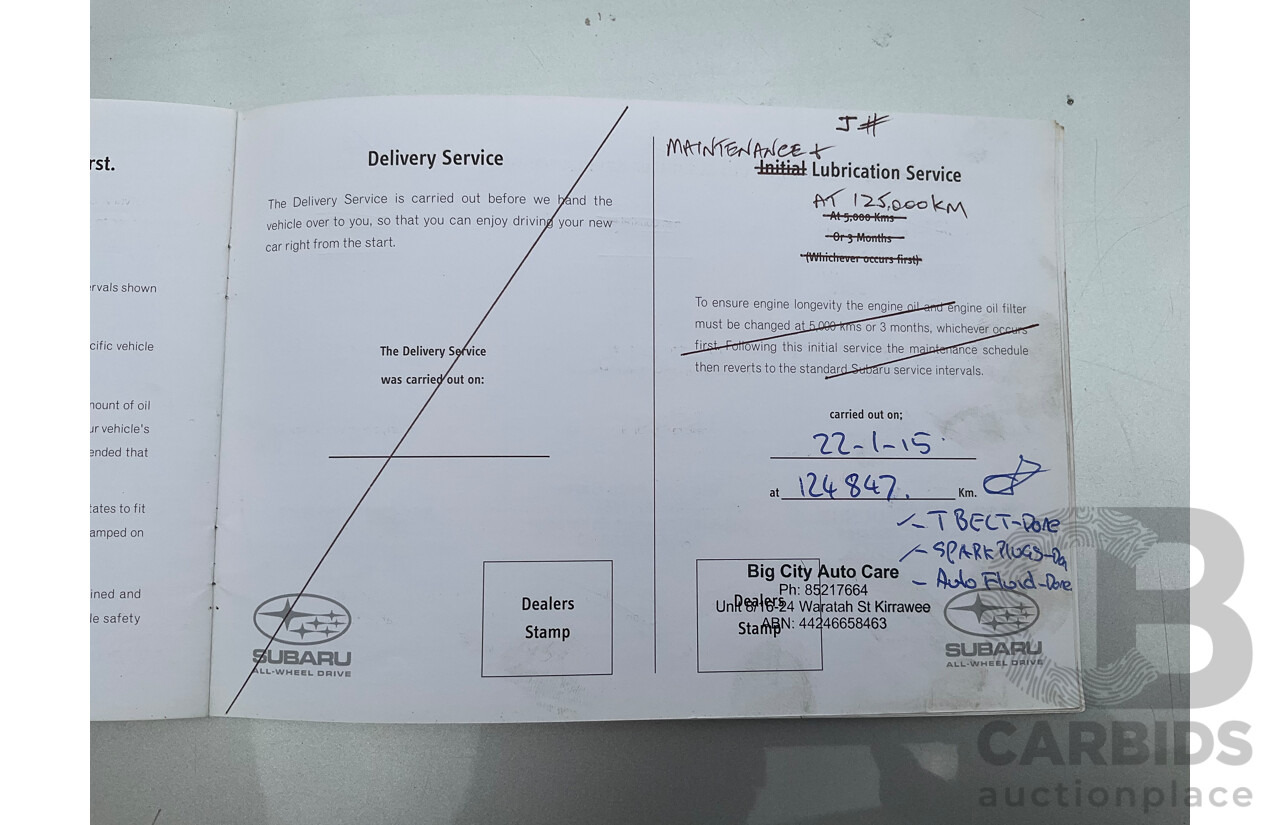 rst.
rvals shown
cific vehicle
nount of oil
ur vehicle's
ended that
tates to fit
amped on
ined and
le safety
Delivery Service
The Delivery Service is carried out before we hand the
vehicle over to you, so that you can enjoy driving your new
car right from the start.
The Delivery Service
was carried out on:
Dealers
Stamp
SUBARU
ALL-WHEEL DRIVE
J#
MAINTENANCE +
Initial Lubrication Service
AT 125,000KM
At 5,000 Kms
Or 3 Months
(Whichever occurs first)
To ensure engine longevity the engine oil and engine oil filter
must be changed at 5,000 kms or 3 months, whichever occurs
first. Following this initial service the maintenance schedule
then reverts to the standard Subaru service intervals.
carried out on;
22-1-15
at 124847. Km.
- T BELT-Done
- SPARK PLUGS-Do
- Auto Fluid-Done
Big City Auto Care
Ph: 85217664
Unit 6/16-24 Waratah St Kirrawee
ABN: 44246658463
Dealers
Stamp
SUBARU
ALL-WHEEL DRIVE
CARBIDS
auctionplace